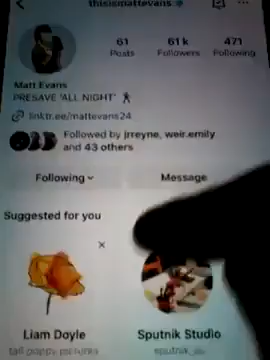 thisismattevans
61 61k 471
Posts Followers Following
Matt Evans
PRESAVE 'ALL NIGHT'
linktr.ee/mattevans24
Followed by jrreyne, weir.emily
and 43 others
Following Message
Suggested for you
Liam Doyle Sputnik Studio